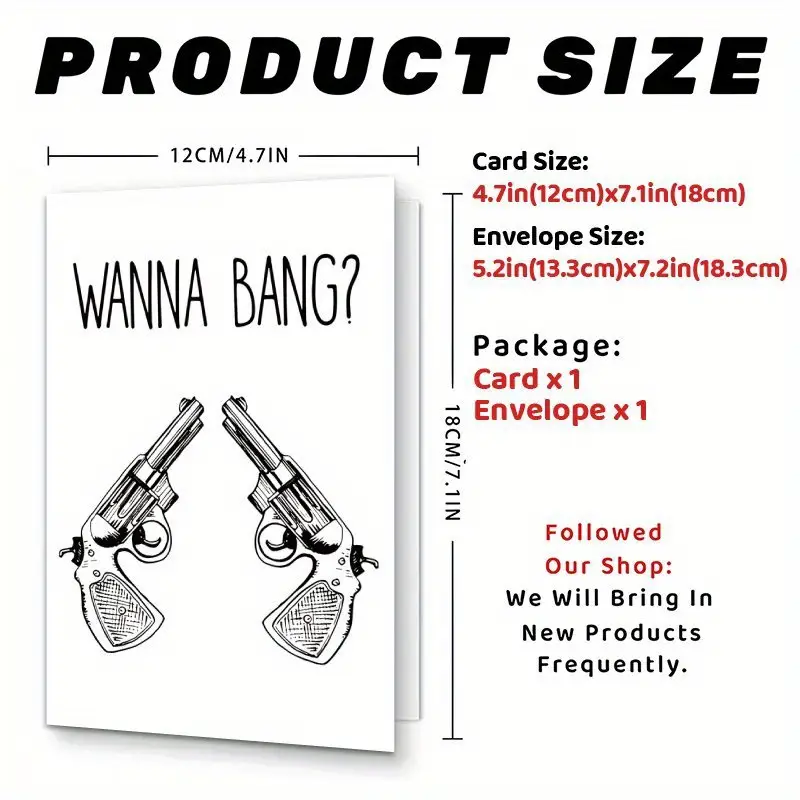 PRODUCT SIZE
12CM/4.7IN
Card Size:
4.7in(12cm)x7.1in(18cm)
Envelope Size:
5.2in(13.3cm)x7.2in(18.3cm)
WANNA BANG?
Package:
Card x 1
Envelope x 1
18CM/7.1IN
Followed
Our Shop:
We Will Bring In
New Products
Frequently.